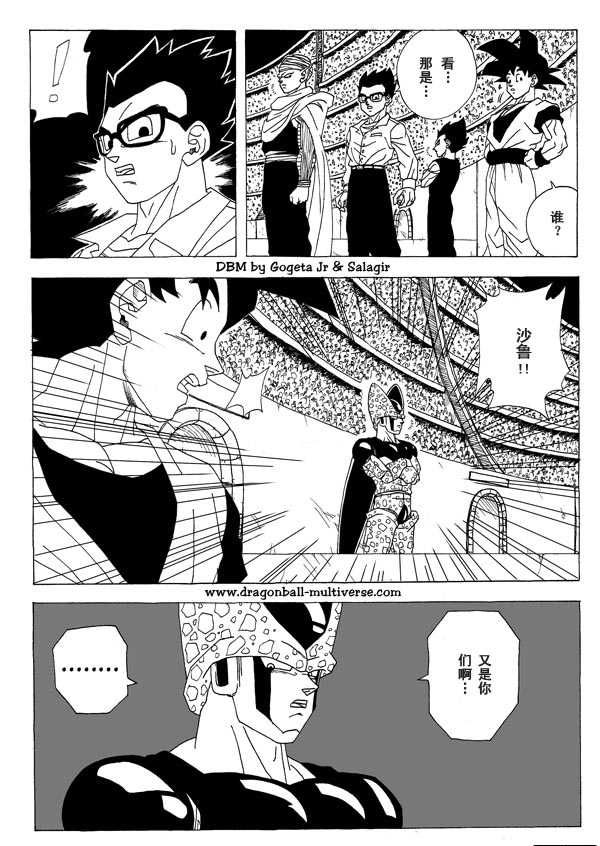 !
看…
那是…
谁？
DBM by Gogeta Jr & Salagir
沙鲁!!
www.dragonball-multiverse.com
又是你
们啊…
........